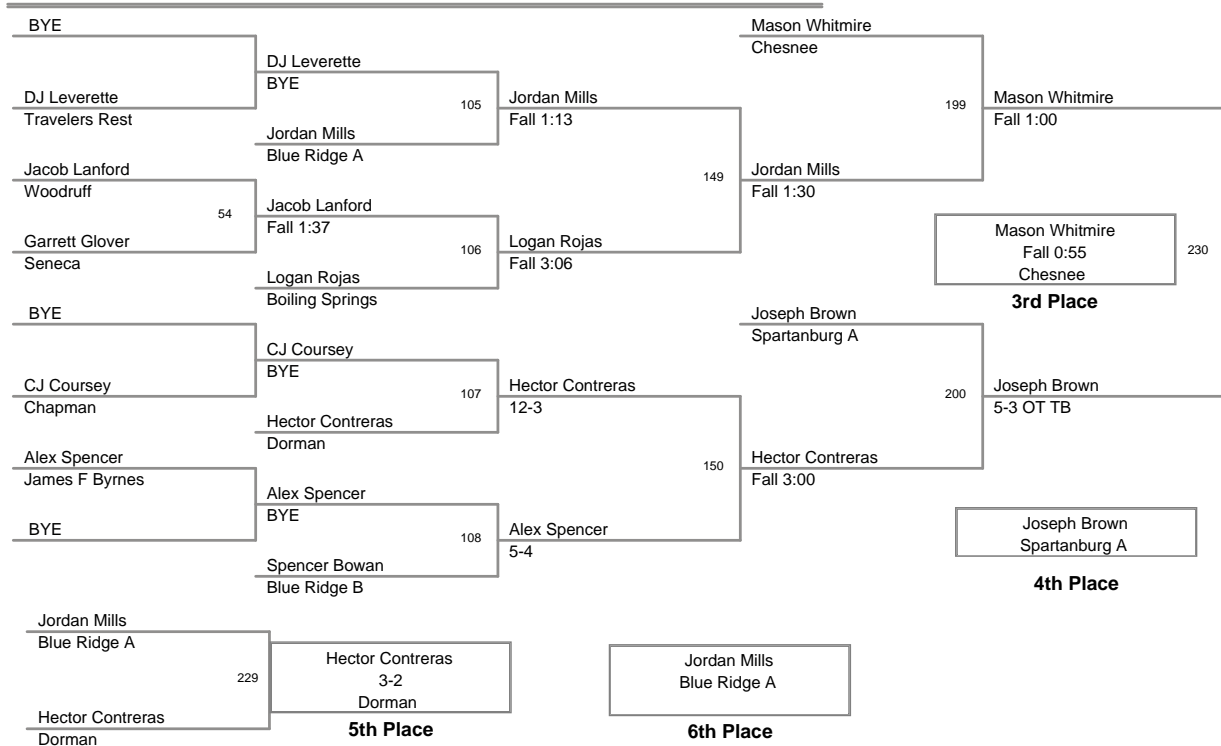 BYE
DJ Leverette
Travelers Rest
Jacob Lanford
Woodruff
54
Garrett Glover
Seneca
BYE
CJ Coursey
Chapman
Alex Spencer
James F Byrnes
BYE
DJ Leverette
BYE
105
Jordan Mills
Blue Ridge A
Jacob Lanford
Fall 1:37
106
Logan Rojas
Boiling Springs
CJ Coursey
BYE
107
Hector Contreras
Dorman
Alex Spencer
BYE
108
Spencer Bowan
Blue Ridge B
Jordan Mills
Fall 1:13
149
Logan Rojas
Fall 3:06
Hector Contreras
12-3
150
Alex Spencer
5-4
Mason Whitmire
Chesnee
199
Jordan Mills
Fall 1:30
Joseph Brown
Spartanburg A
200
Hector Contreras
Fall 3:00
Mason Whitmire
Fall 1:00
Mason Whitmire
Fall 0:55
Chesnee
230
3rd Place
Joseph Brown
5-3 OT TB
Joseph Brown
Spartanburg A
4th Place
Jordan Mills
Blue Ridge A
229
Hector Contreras
Dorman
Hector Contreras
3-2
Dorman
5th Place
Jordan Mills
Blue Ridge A
6th Place